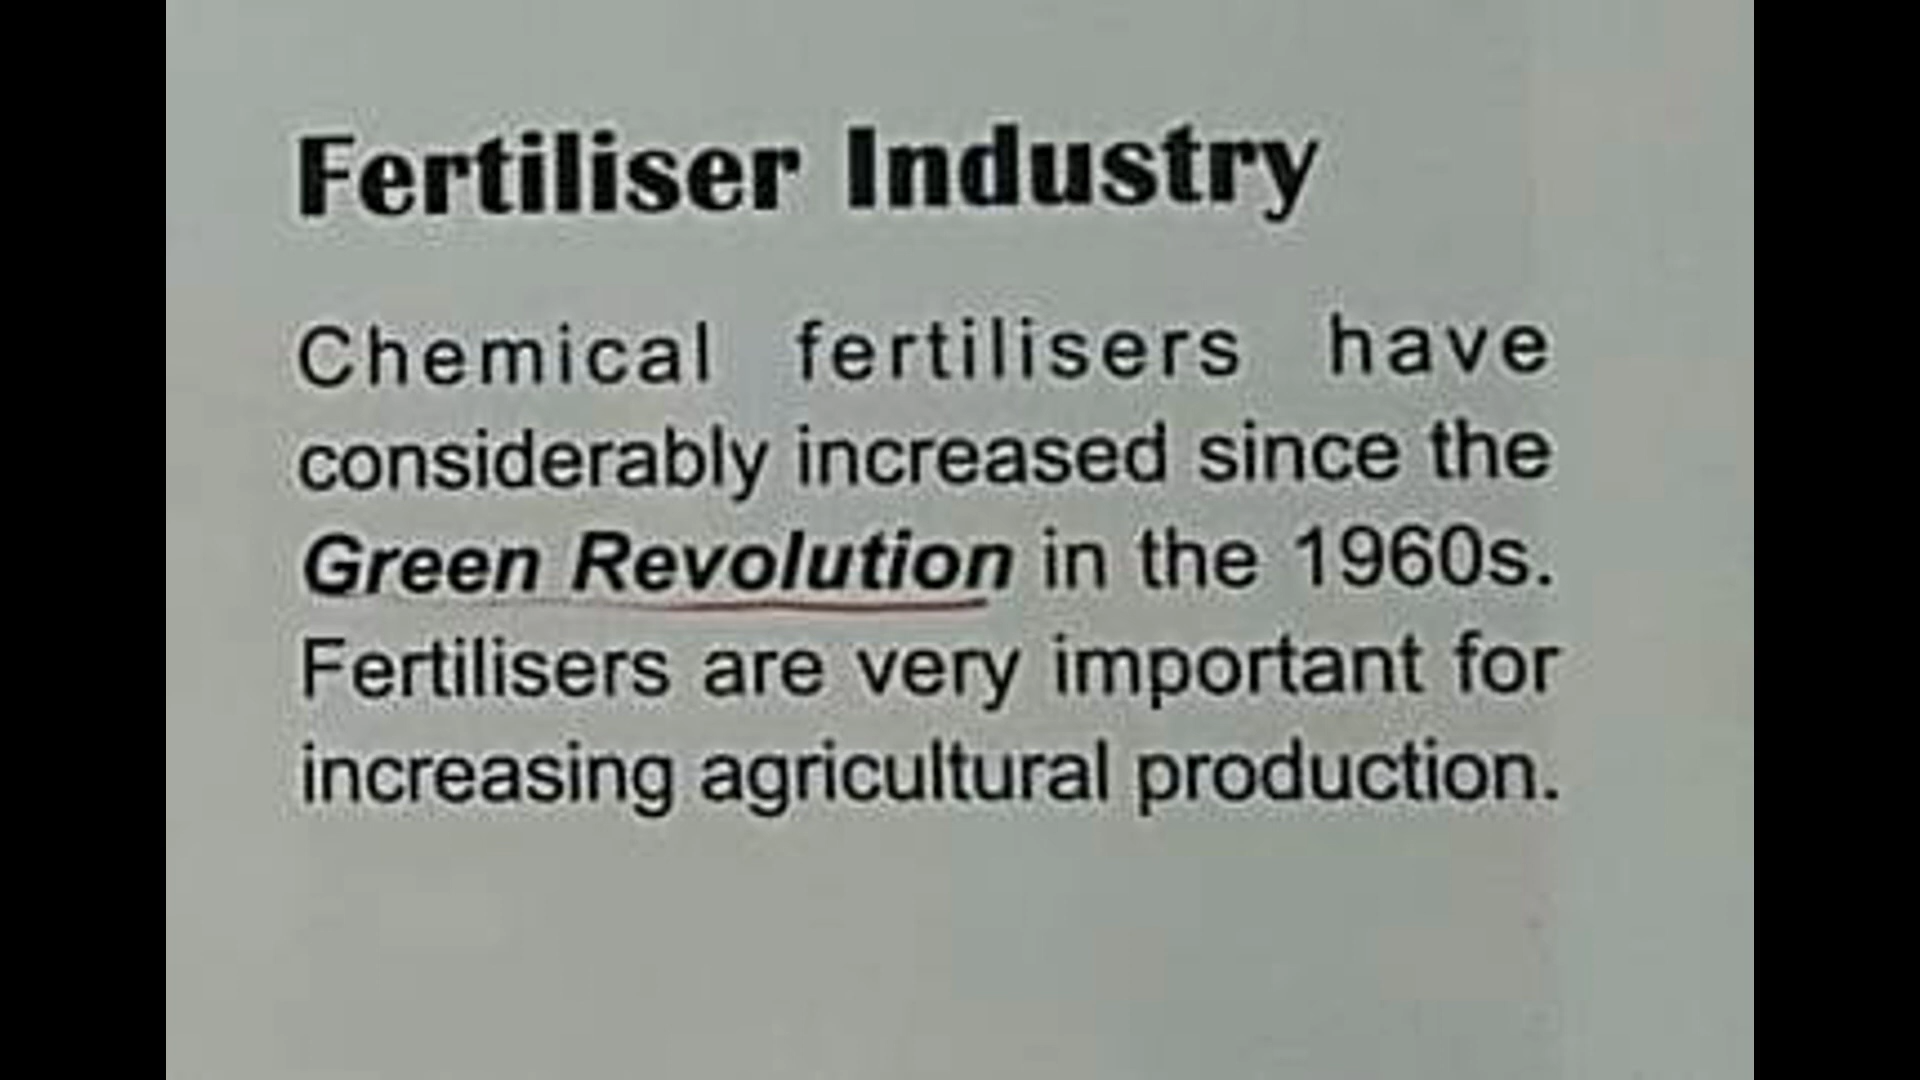 Fertiliser Industry
Chemical fertilisers have
considerably increased since the
Green Revolution in the 1960s.
Fertilisers are very important for
increasing agricultural production.